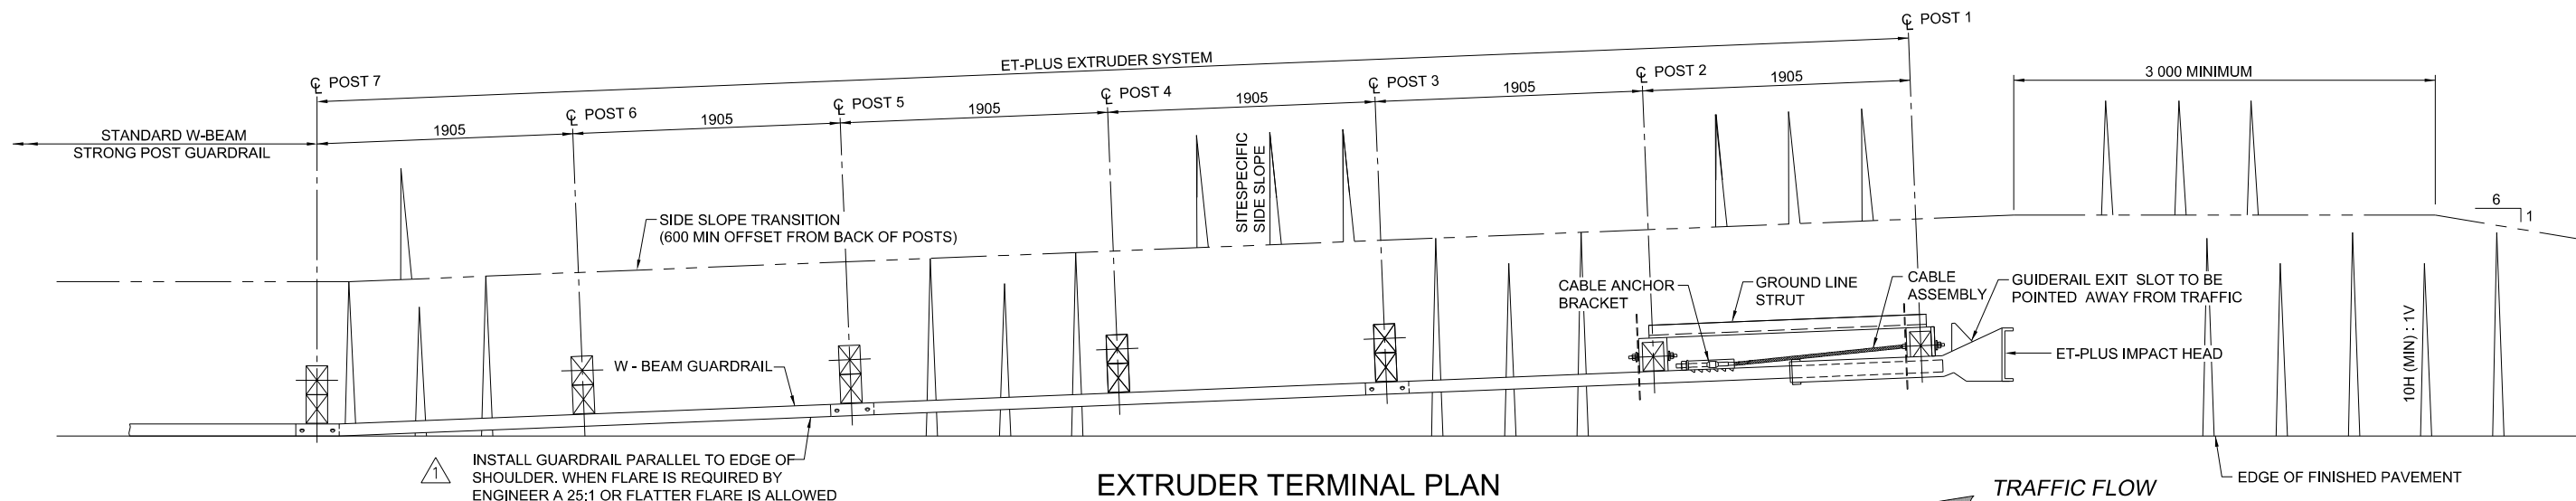 ℄ POST 1
ET-PLUS EXTRUDER SYSTEM
℄ POST 7
℄ POST 6
℄ POST 5
℄ POST 4
℄ POST 3
℄ POST 2
1905
1905
1905
1905
1905
1905
3 000 MINIMUM
STANDARD W-BEAM
STRONG POST GUARDRAIL
SITESPECIFIC
SIDE SLOPE
6
1
SIDE SLOPE TRANSITION
(600 MIN OFFSET FROM BACK OF POSTS)
CABLE ANCHOR
BRACKET
GROUND LINE
STRUT
CABLE
ASSEMBLY
GUIDERAIL EXIT SLOT TO BE
POINTED AWAY FROM TRAFFIC
W - BEAM GUARDRAIL
ET-PLUS IMPACT HEAD
10H (MIN) : 1V
1
INSTALL GUARDRAIL PARALLEL TO EDGE OF
SHOULDER. WHEN FLARE IS REQUIRED BY
ENGINEER A 25:1 OR FLATTER FLARE IS ALLOWED
EXTRUDER TERMINAL PLAN
EDGE OF FINISHED PAVEMENT
TRAFFIC FLOW